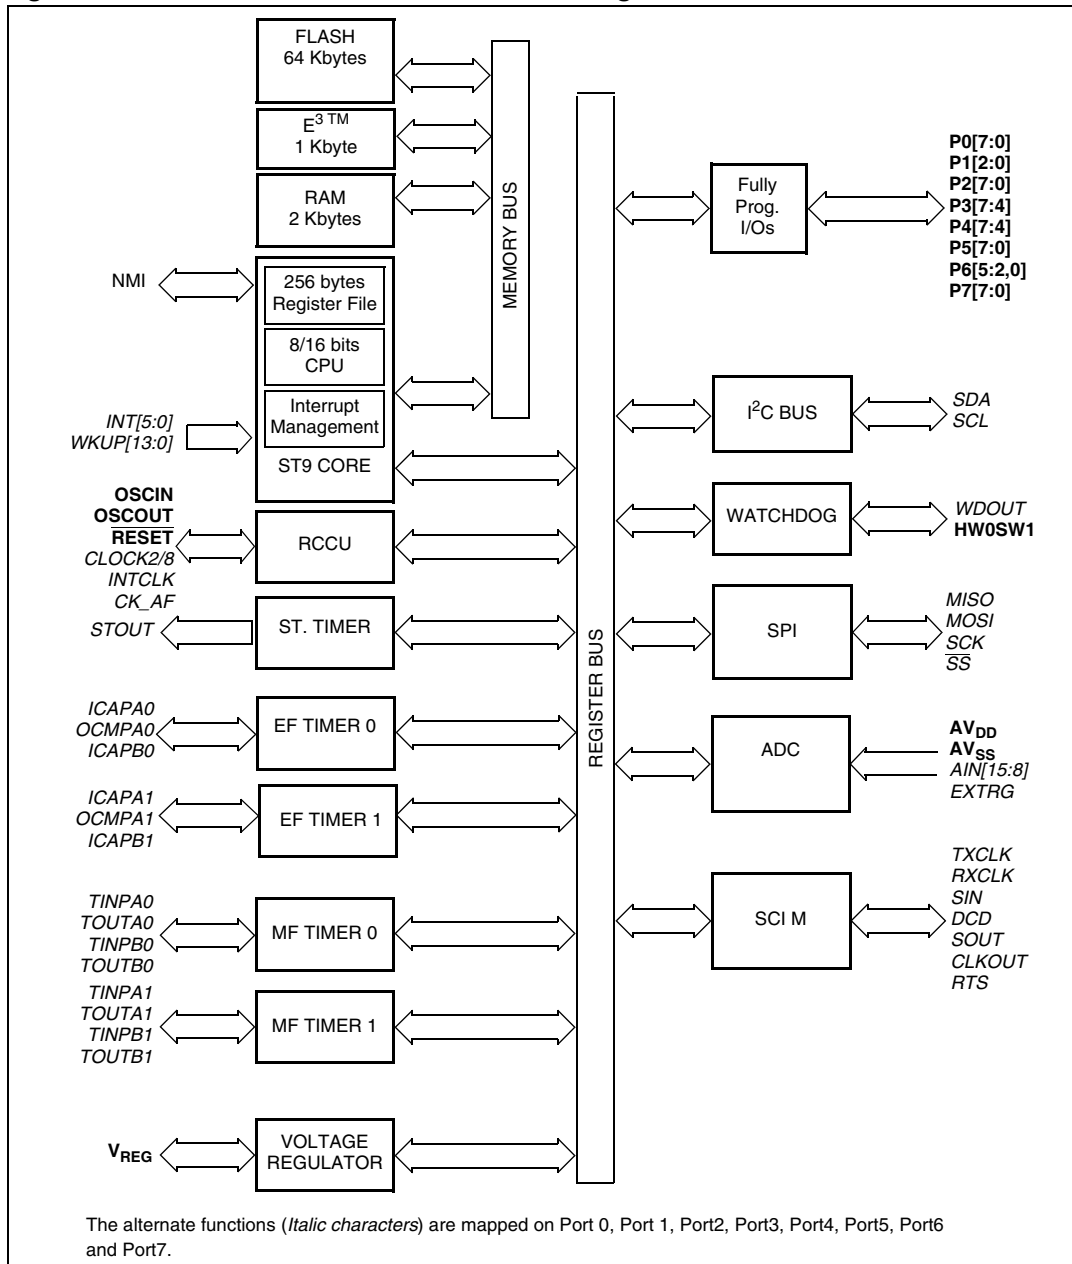 FLASH
64 Kbytes
E3 TM
1 Kbyte
RAM
2 Kbytes
NMI
256 bytes
Register File
8/16 bits
CPU
Interrupt
Management
ST9 CORE
INT[5:0]
WKUP[13:0]
OSCIN
OSCOUT
RESET
CLOCK2/8
INTCLK
CK_AF
RCCU
STOUT
ST. TIMER
ICAPA0
OCMPA0
ICAPB0
EF TIMER 0
ICAPA1
OCMPA1
ICAPB1
EF TIMER 1
TINPA0
TOUTA0
TINPB0
TOUTB0
MF TIMER 0
TINPA1
TOUTA1
TINPB1
TOUTB1
MF TIMER 1
VREG
VOLTAGE
REGULATOR
MEMORY BUS
REGISTER BUS
Fully
Prog.
I/Os
P0[7:0]
P1[2:0]
P2[7:0]
P3[7:4]
P4[7:4]
P5[7:0]
P6[5:2,0]
P7[7:0]
I2C BUS
SDA
SCL
WATCHDOG
WDOUT
HW0SW1
SPI
MISO
MOSI
SCK
SS
ADC
AVDD
AVSS
AIN[15:8]
EXTRG
SCI M
TXCLK
RXCLK
SIN
DCD
SOUT
CLKOUT
RTS
The alternate functions (Italic characters) are mapped on Port 0, Port 1, Port2, Port3, Port4, Port5, Port6
and Port7.